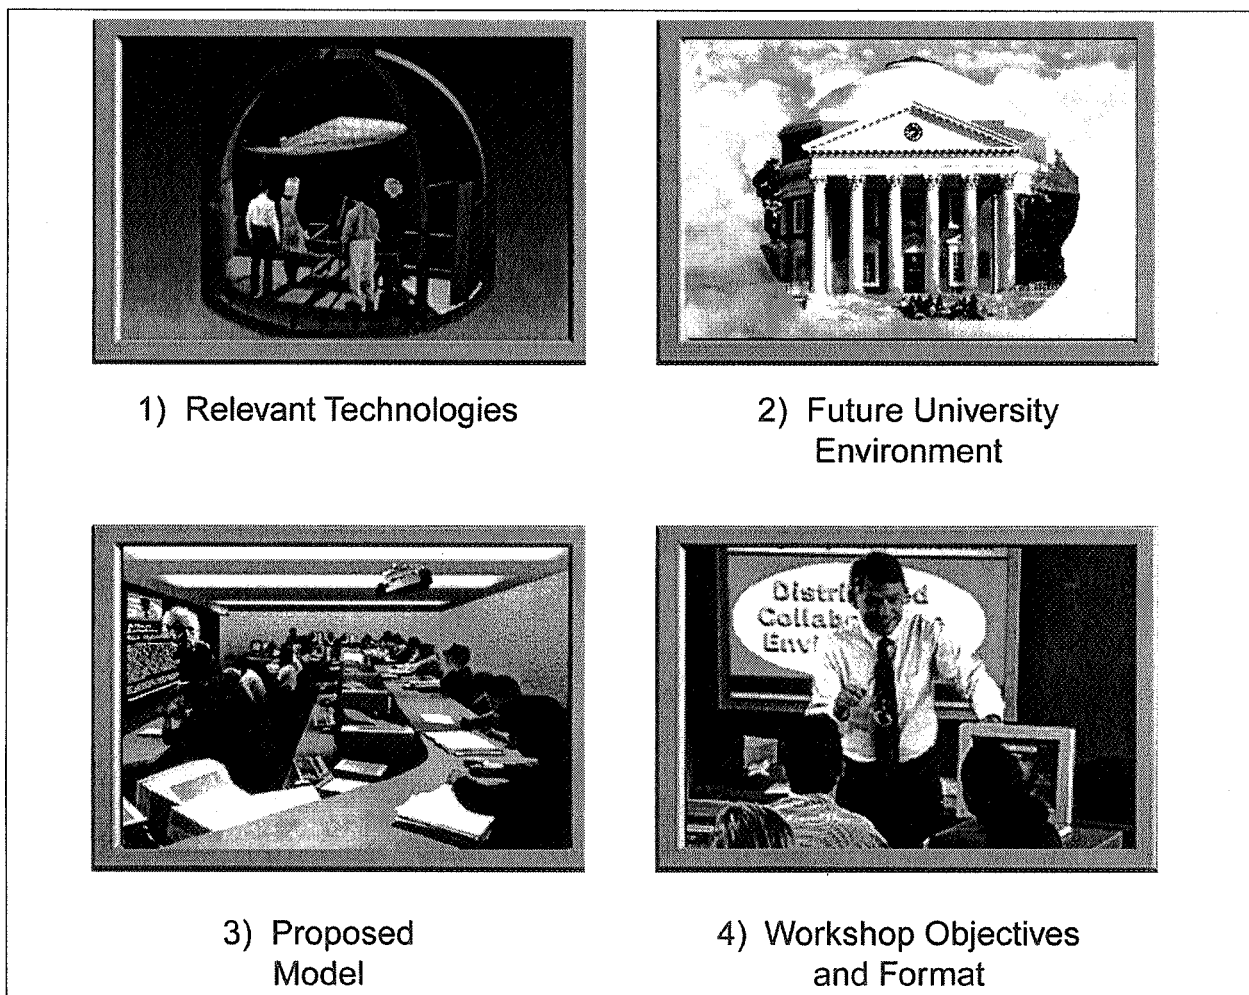 1) Relevant Technologies
2) Future University
Environment
3) Proposed
Model
4) Workshop Objectives
and Format